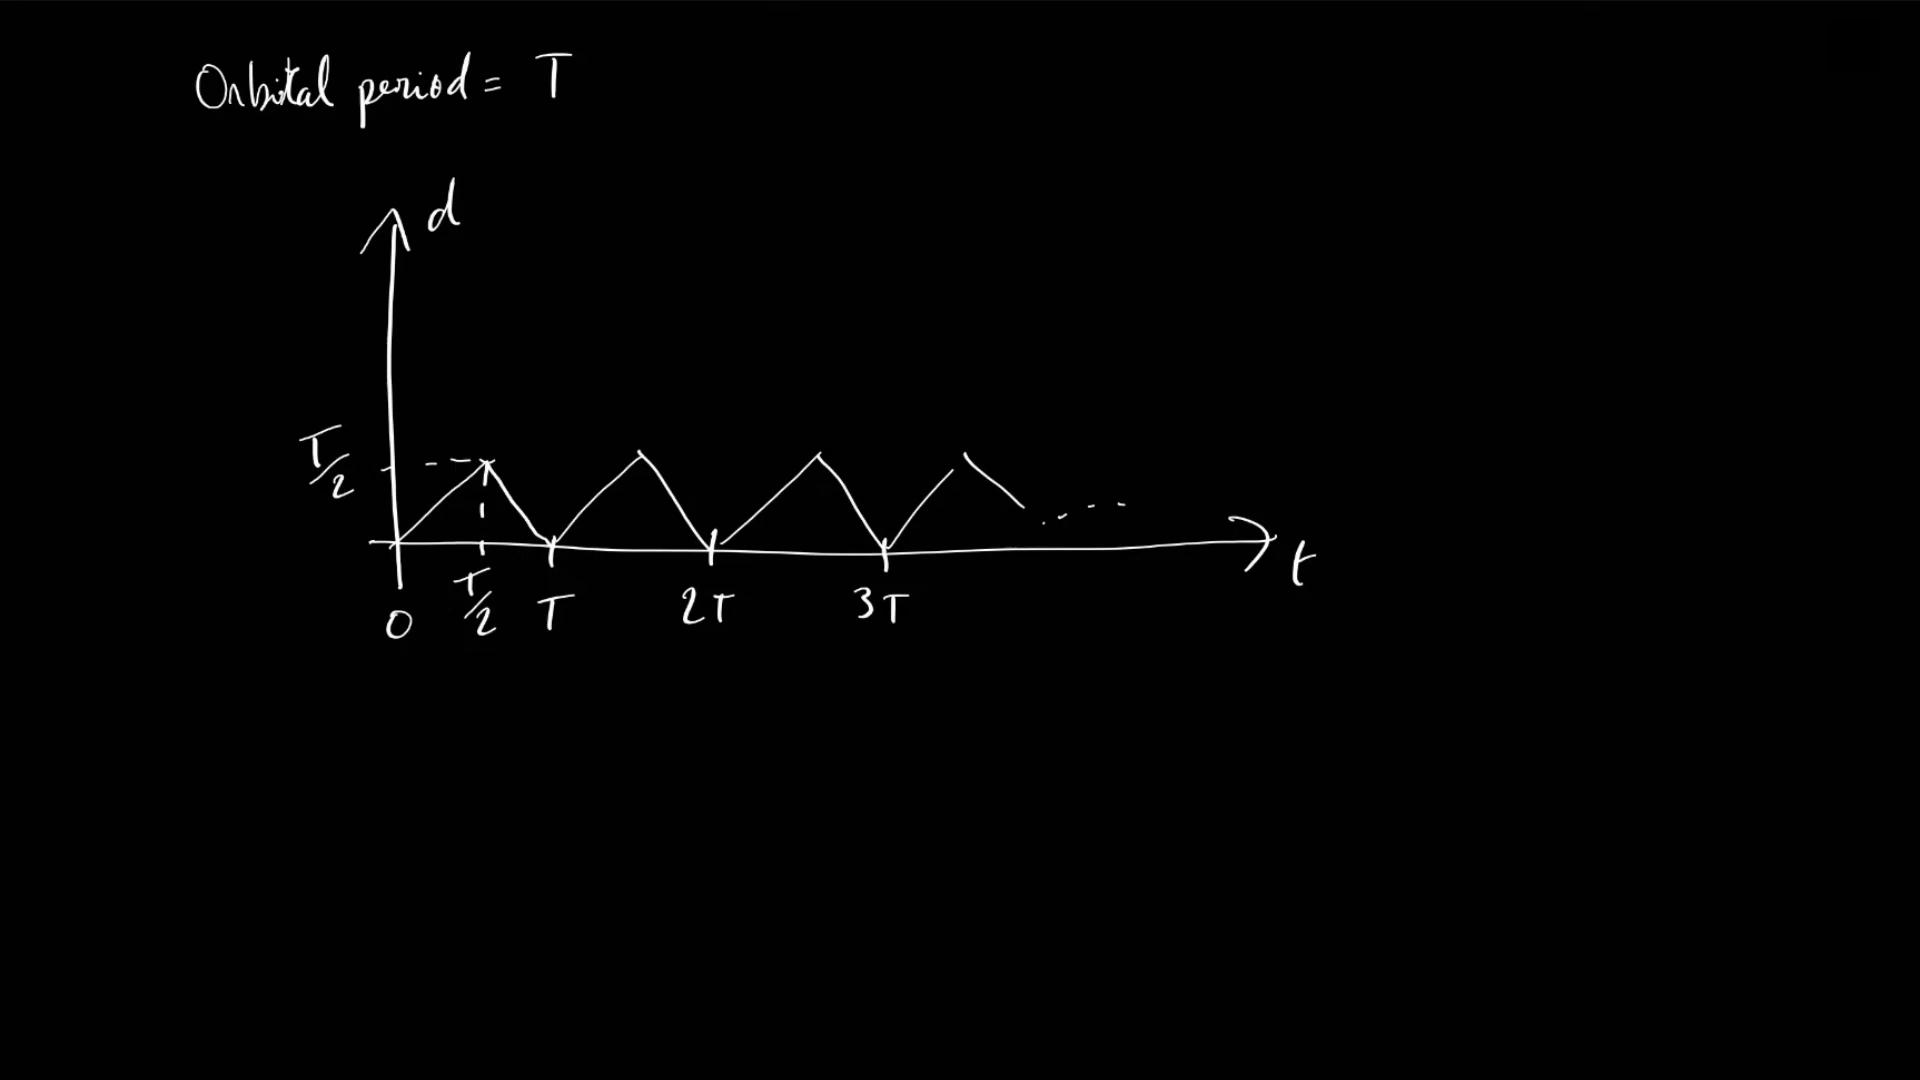 Orbital period = T
d
T/2
0 T/2 T 2T 3T
t